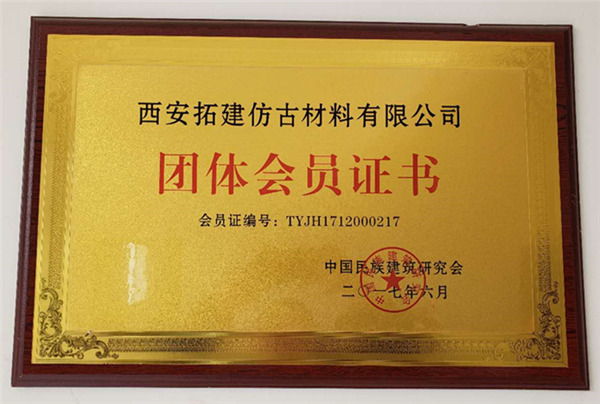 西安拓建仿古材料有限公司
团体会员证书
会员证编号：TYJH1712000217
中国民族建筑研究会
二〇 七年六月